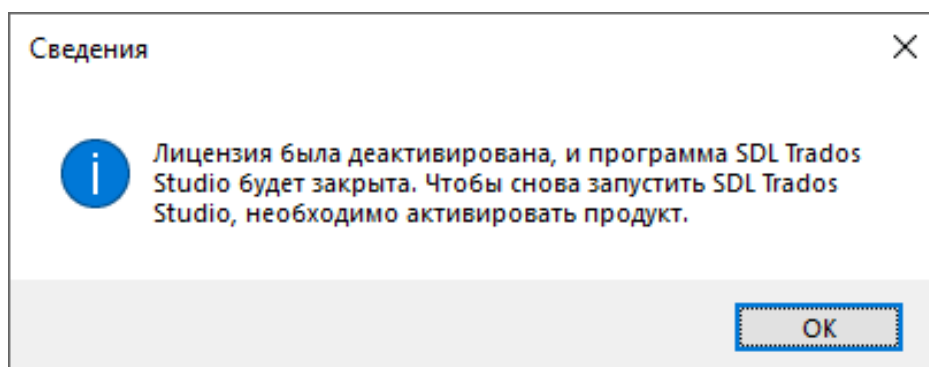 Сведения
Лицензия была деактивирована, и программа SDL Trados
Studio будет закрыта. Чтобы снова запустить SDL Trados
Studio, необходимо активировать продукт.
ОК